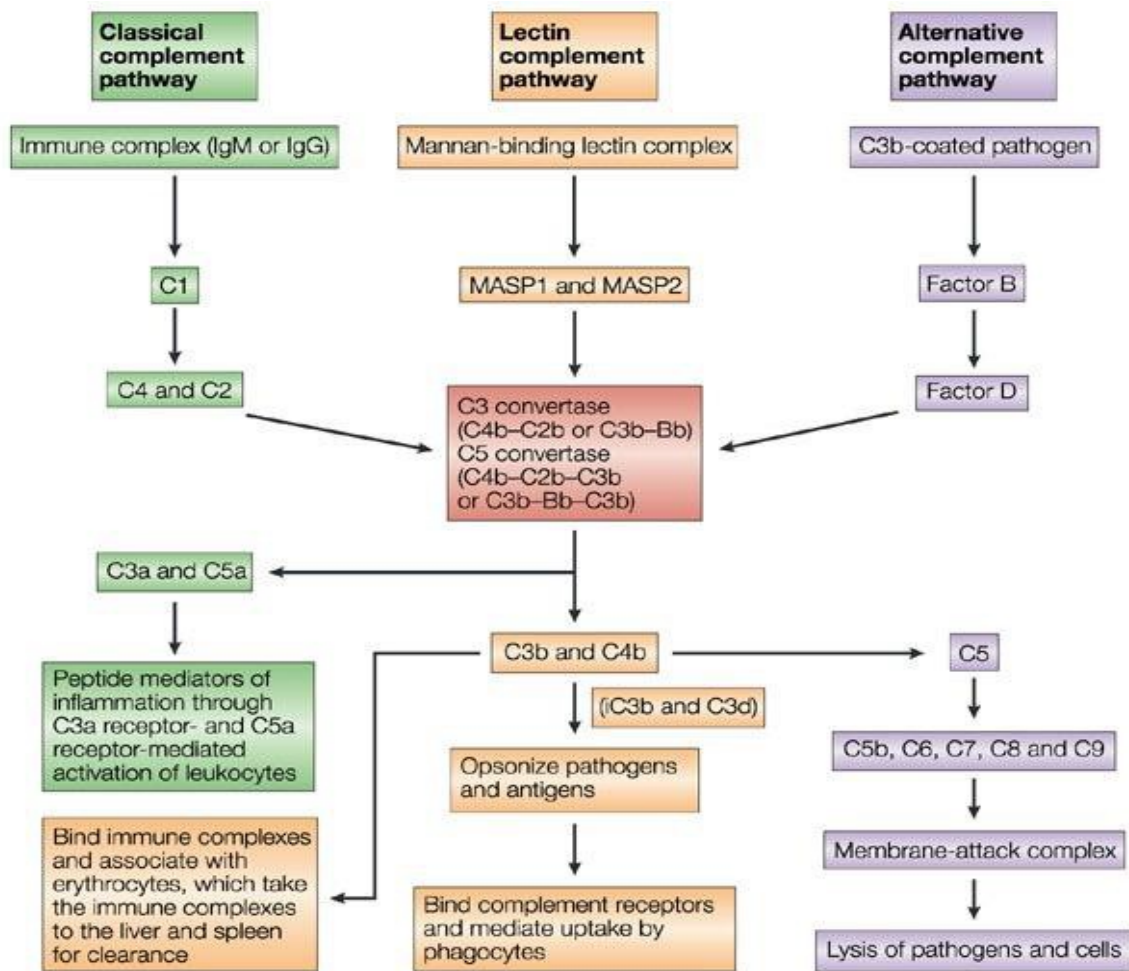 Classical
complement
pathway
Lectin
complement
pathway
Alternative
complement
pathway
Immune complex (IgM or IgG)
Mannan-binding lectin complex
C3b-coated pathogen
C1
MASP1 and MASP2
Factor B
C4 and C2
Factor D
C3 convertase
(C4b–C2b or C3b–Bb)
C5 convertase
(C4b–C2b–C3b
or C3b–Bb–C3b)
C3a and C5a
C3b and C4b
C5
(iC3b and C3d)
Peptide mediators of
inflammation through
C3a receptor- and C5a
receptor-mediated
activation of leukocytes
Opsonize pathogens
and antigens
C5b, C6, C7, C8 and C9
Bind immune complexes
and associate with
erythrocytes, which take
the immune complexes
to the liver and spleen
for clearance
Bind complement receptors
and mediate uptake by
phagocytes
Membrane-attack complex
Lysis of pathogens and cells